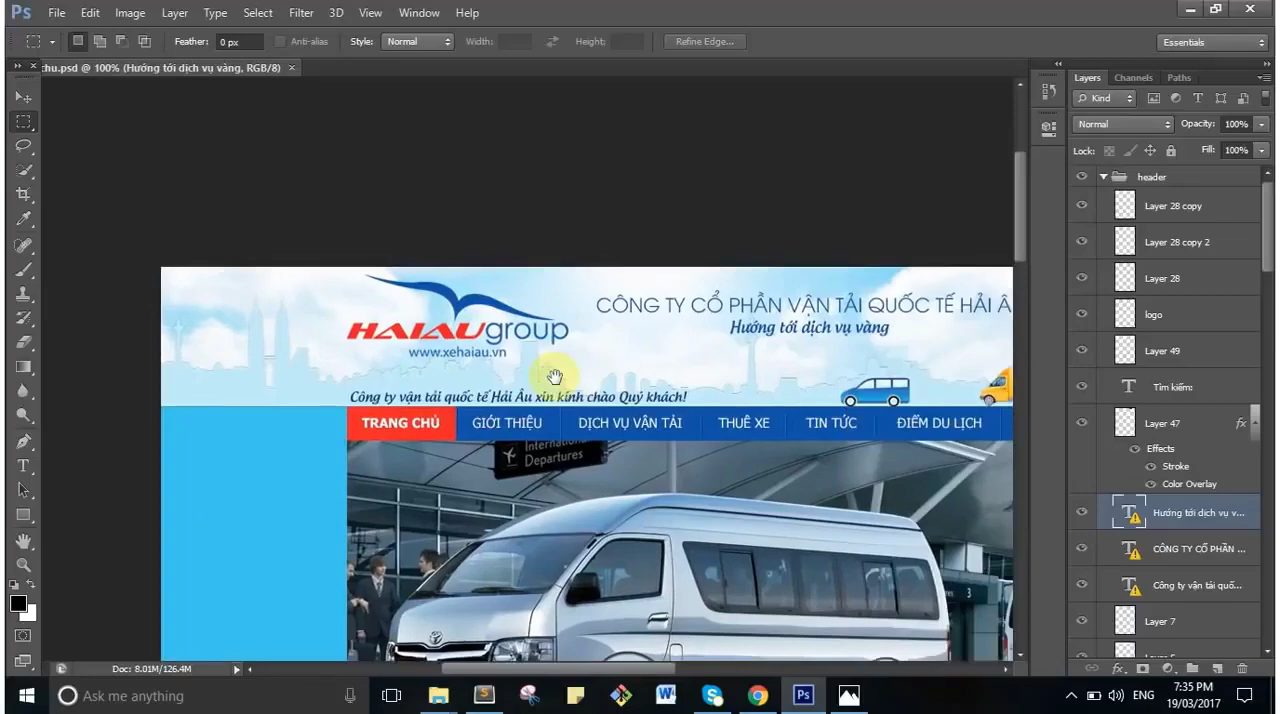 Ps File Edit Image Layer Type Select Filter 3D View Window Help
Feather: 0 px Anti-alias Style: Normal Width: Height: Refine Edge... Essentials
chu.psd @ 100% (Hướng tới dịch vụ vàng, RGB/8)
Layers Channels Paths
Kind
Normal Opacity: 100%
Lock: Fill: 100%
header
Layer 28 copy
Layer 28 copy 2
Layer 28
logo
Layer 49
Tìm kiếm:
Layer 47 fx
Effects
Stroke
Color Overlay
Hướng tới dịch vụ v...
CÔNG TY CỔ PHẦN ...
Công ty vận tải quố...
Layer 7
HAIAUgroup
www.xehaiau.vn
CÔNG TY CỔ PHẦN VẬN TẢI QUỐC TẾ HẢI Â
Hướng tới dịch vụ vàng
Công ty vận tải quốc tế Hải Âu xin kính chào Quý khách!
TRANG CHỦ GIỚI THIỆU DỊCH VỤ VẬN TẢI THUÊ XE TIN TỨC ĐIỂM DU LỊCH
International
Departures
3
Doc: 8.01M/126.4M
Ask me anything
ENG
7:35 PM
19/03/2017